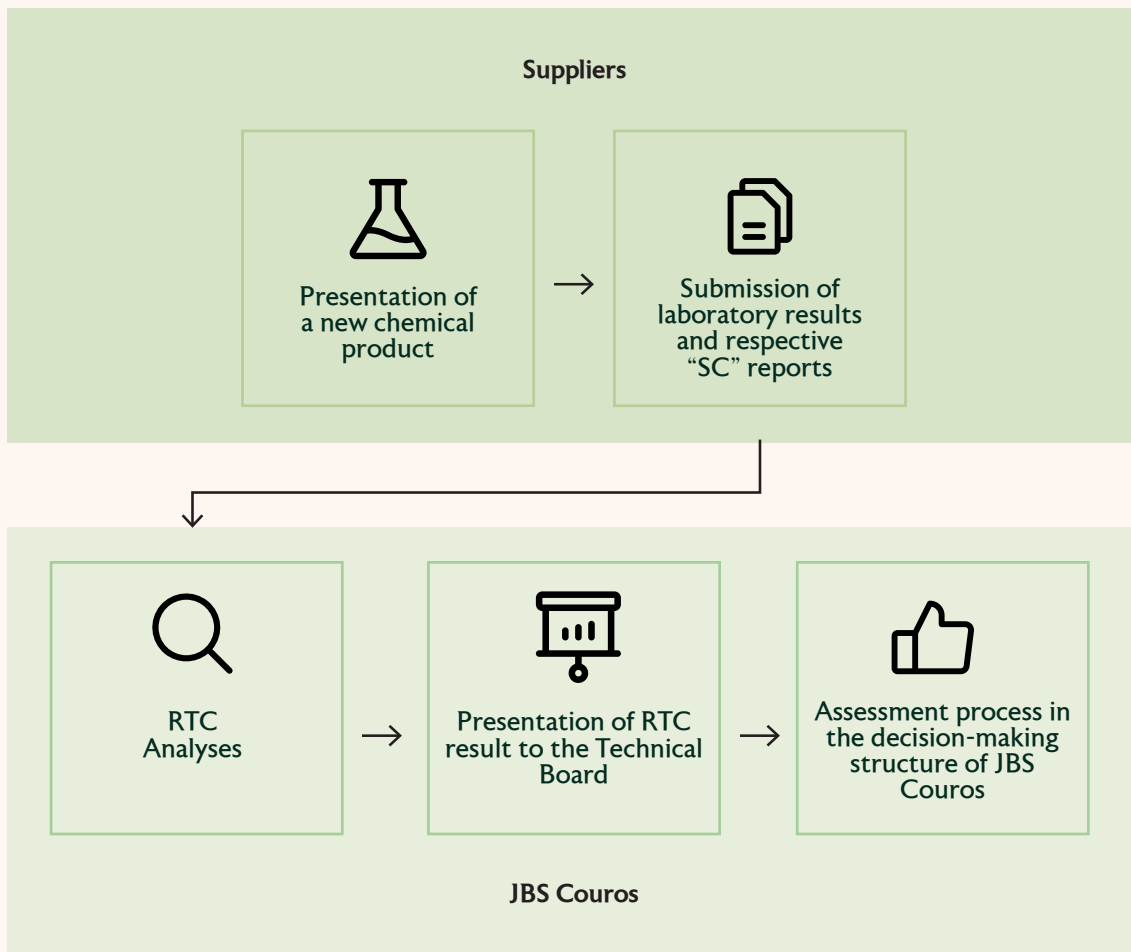 Suppliers
Presentation of
a new chemical
product
Submission of
laboratory results
and respective
“SC” reports
RTC
Analyses
Presentation of RTC
result to the Technical
Board
Assessment process in
the decision-making
structure of JBS
Couros
JBS Couros